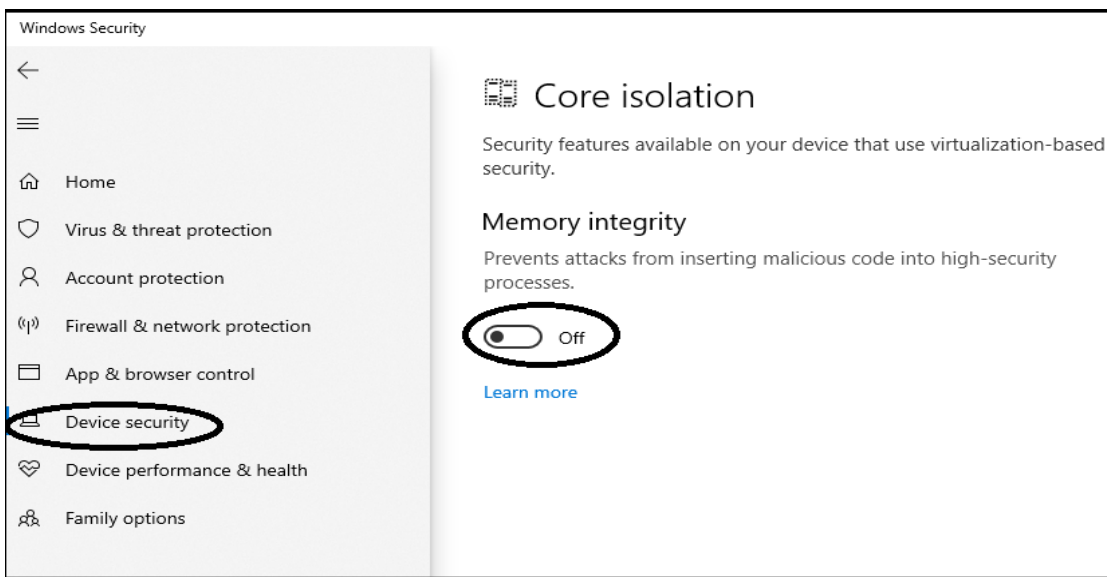 Windows Security
Home
Virus & threat protection
Account protection
Firewall & network protection
App & browser control
Device security
Device performance & health
Family options
Core isolation
Security features available on your device that use virtualization-based
security.
Memory integrity
Prevents attacks from inserting malicious code into high-security
processes.
Off
Learn more